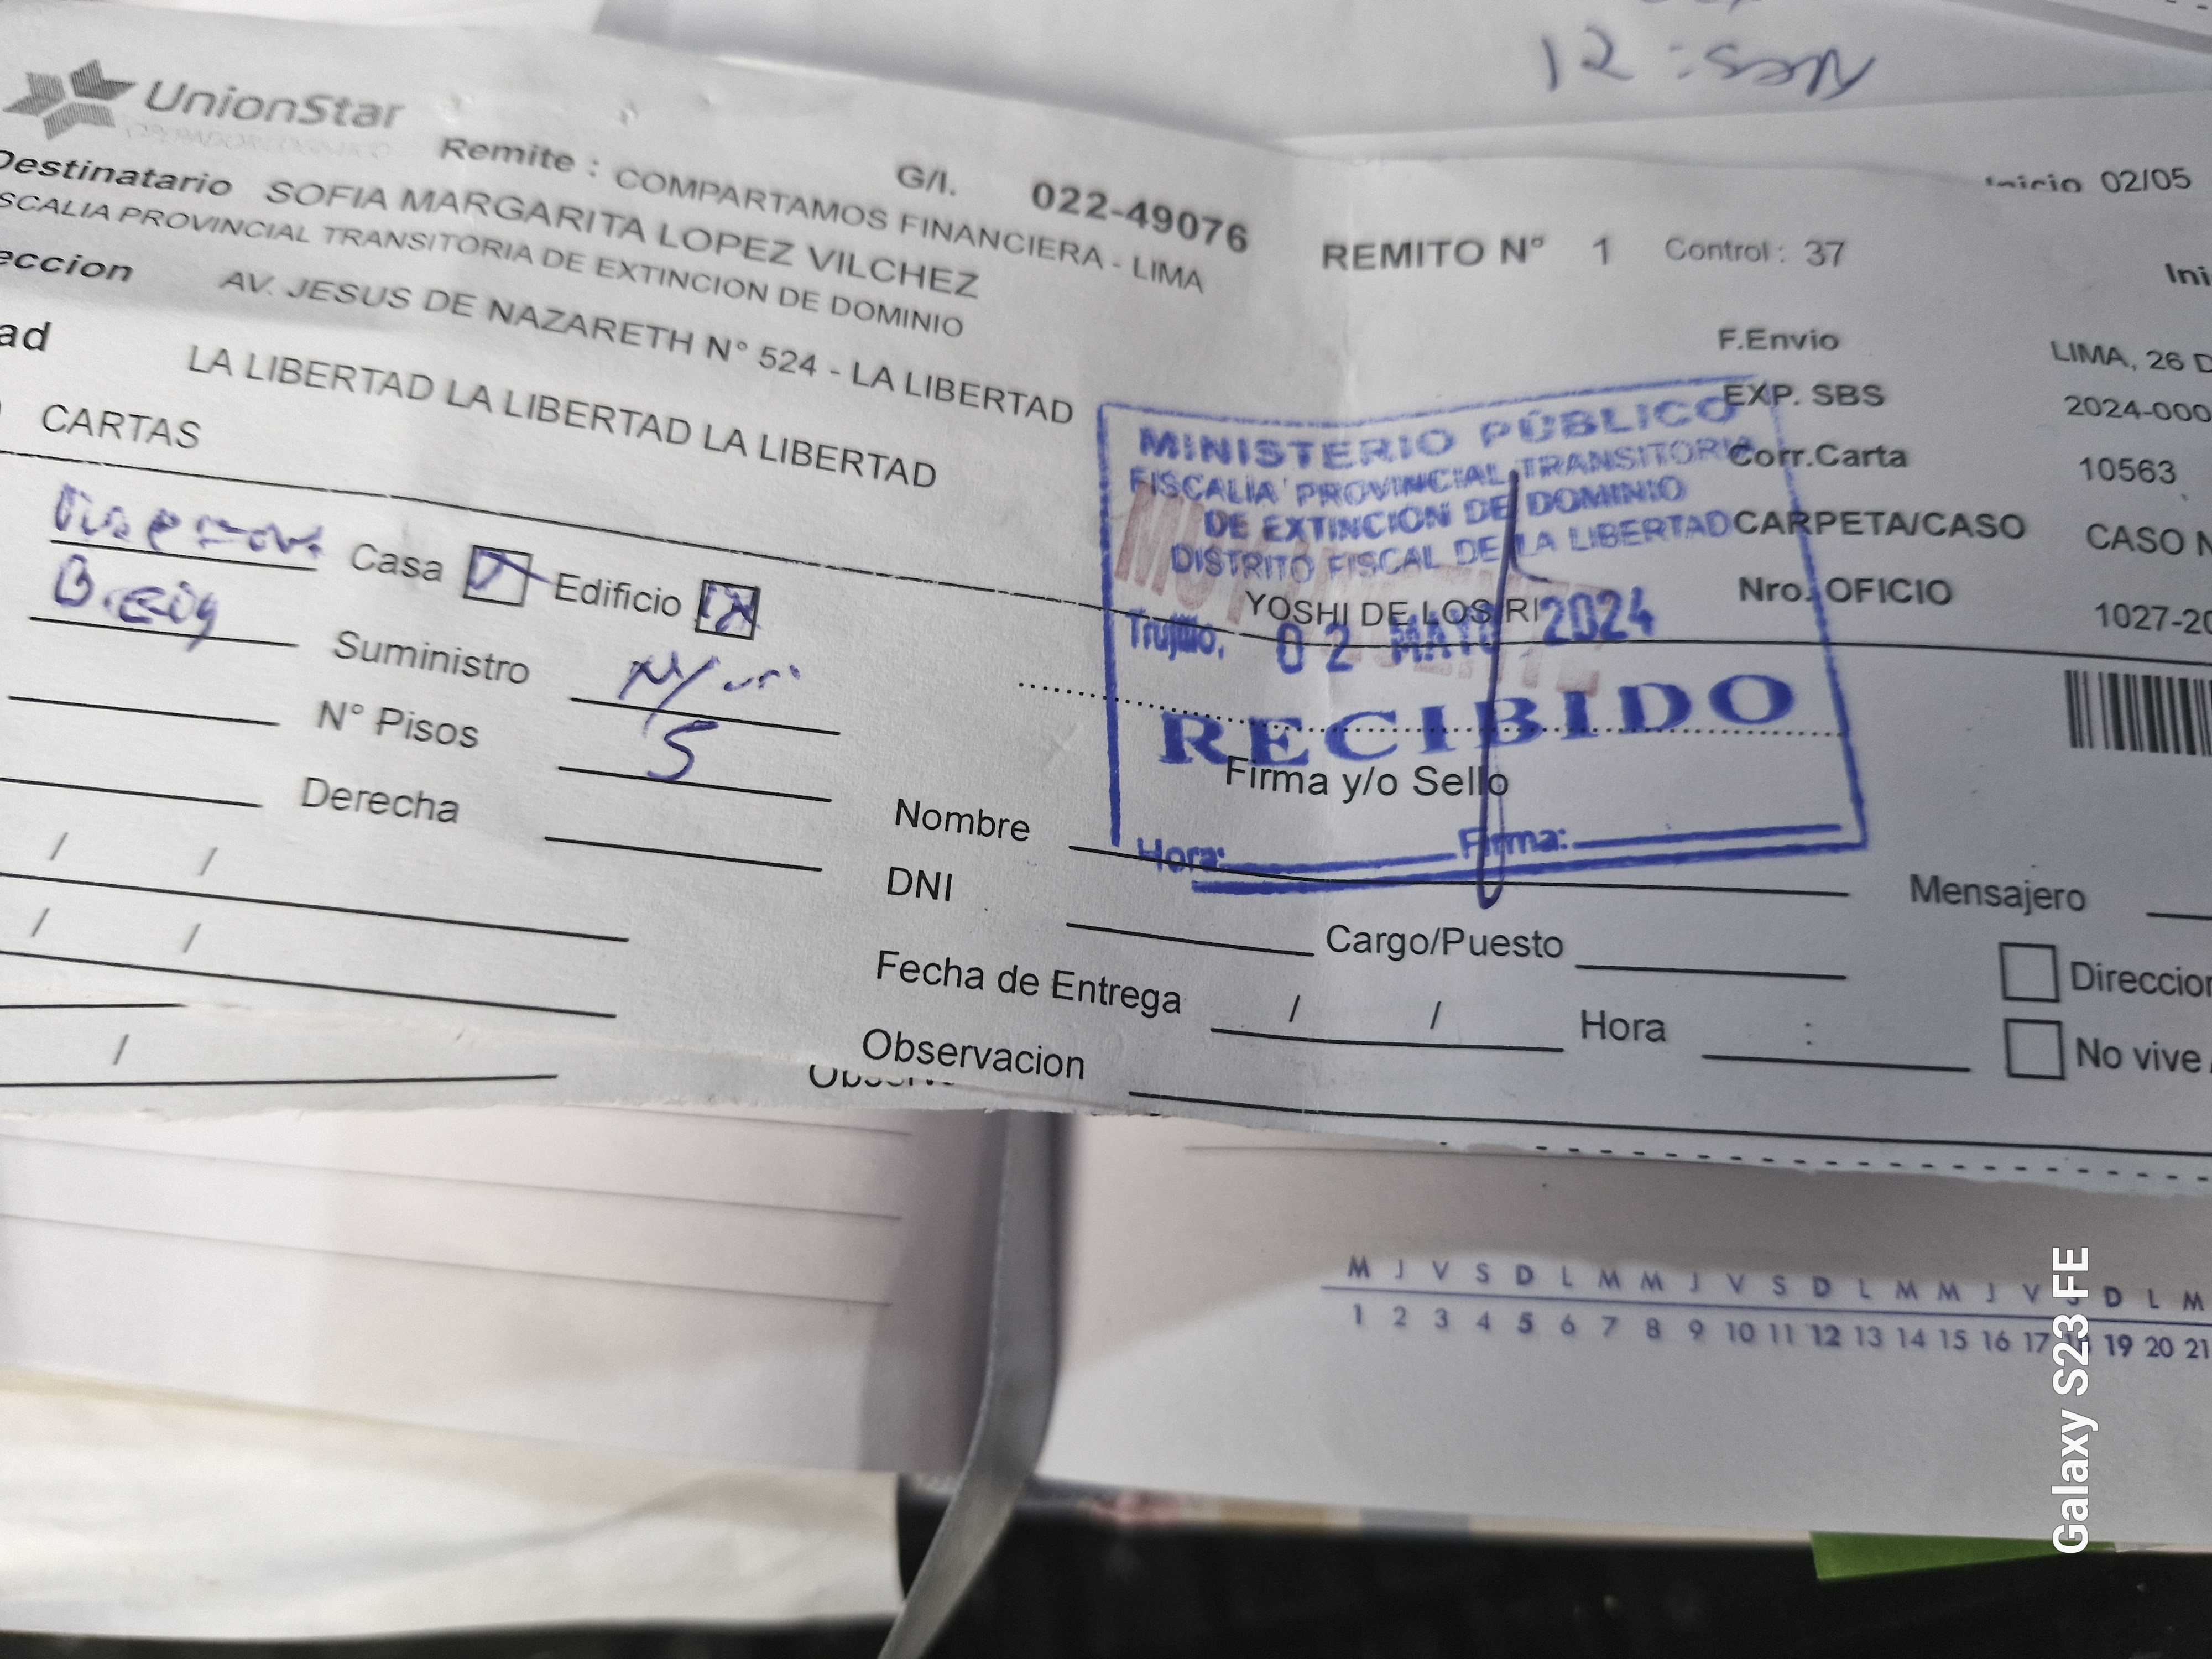 UnionStar
Remite : COMPARTAMOS FINANCIERA - LIMA
G/I. 022-49076
REMITO N° 1 Control : 37
Inicio 02/05
Destinatario SOFIA MARGARITA LOPEZ VILCHEZ
SCALIA PROVINCIAL TRANSITORIA DE EXTINCION DE DOMINIO
eccion AV. JESUS DE NAZARETH N° 524 - LA LIBERTAD
ad LA LIBERTAD LA LIBERTAD LA LIBERTAD
CARTAS
Ini
F.Envio LIMA, 26 D
EXP. SBS 2024-000
Corr.Carta 10563
CARPETA/CASO CASO N
Nro. OFICIO 1027-20
MINISTERIO PÚBLICO
FISCALIA PROVINCIAL TRANSITORIA
DE EXTINCION DE DOMINIO
DISTRITO FISCAL DE LA LIBERTAD
YOSHI DE LOS RI
Trujillo, 02 MAYO 2024
RECIBIDO
Firma y/o Sello
Hora: Firma:
Casa Edificio
Suministro
N° Pisos 5
Derecha
/ /
/ /
/
Nombre
DNI Cargo/Puesto
Fecha de Entrega / / Hora :
Observacion
Mensajero
Direccion
No vive
M J V S D L M M J V S D L M M J V S D L M
1 2 3 4 5 6 7 8 9 10 11 12 13 14 15 16 17 18 19 20 21
Galaxy S23 FE